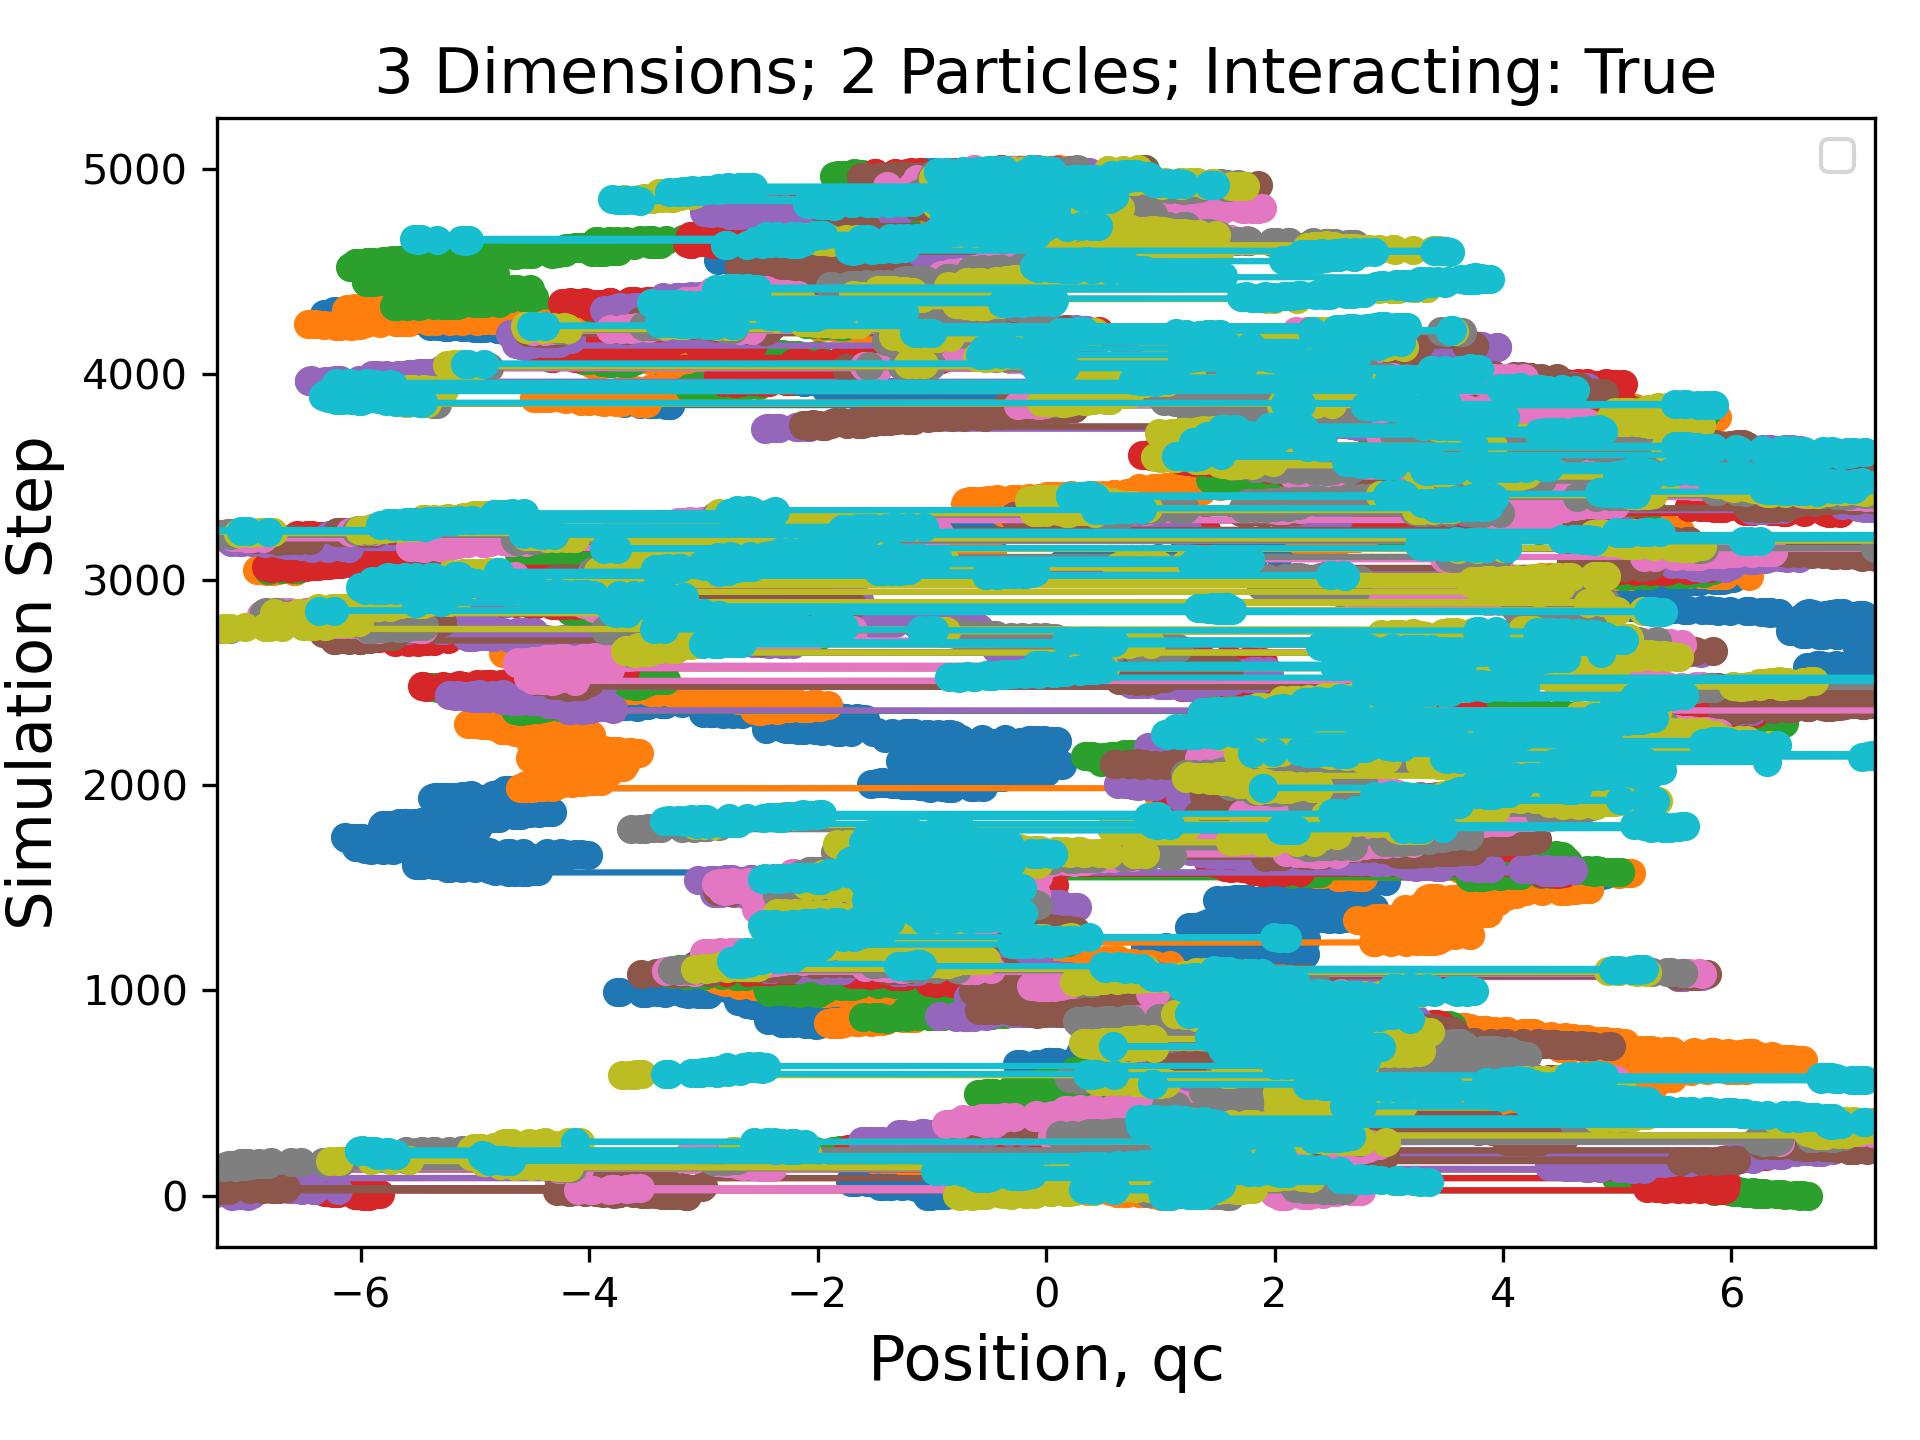 3 Dimensions; 2 Particles; Interacting: True
5000
4000
3000
2000
1000
0
Simulation Step
−6 −4 −2 0 2 4 6
Position, qc